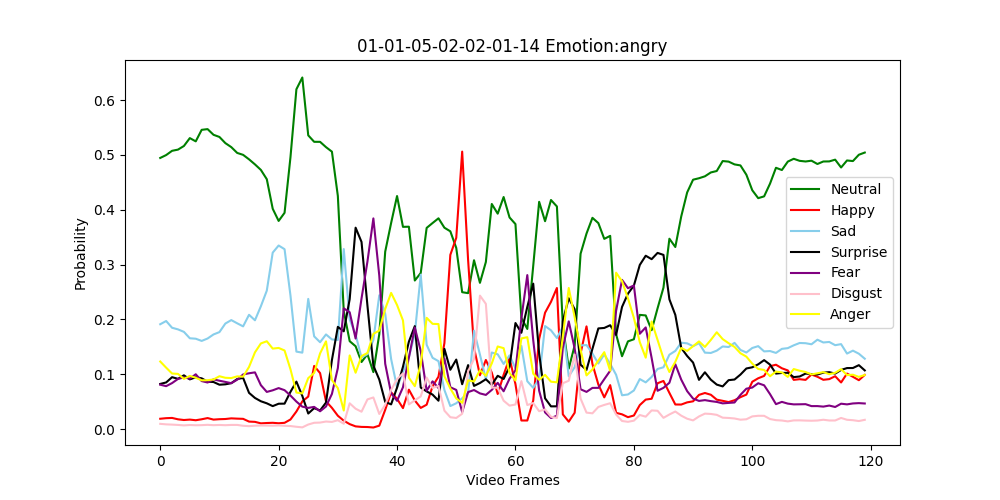 01-01-05-02-02-01-14 Emotion:angry
Probability
0.6
0.5
0.4
0.3
0.2
0.1
0.0
Neutral
Happy
Sad
Surprise
Fear
Disgust
Anger
0 20 40 60 80 100 120
Video Frames